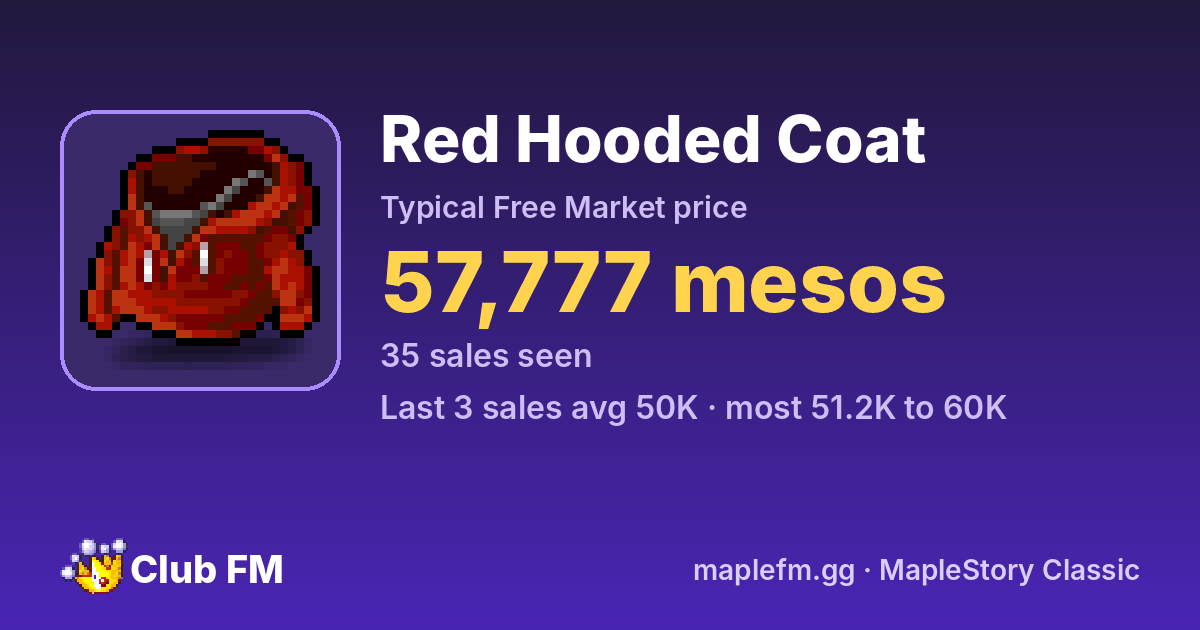 Red Hooded Coat
Typical Free Market price
57,777 mesos
35 sales seen
Last 3 sales avg 50K · most 51.2K to 60K
Club FM
maplefm.gg · MapleStory Classic